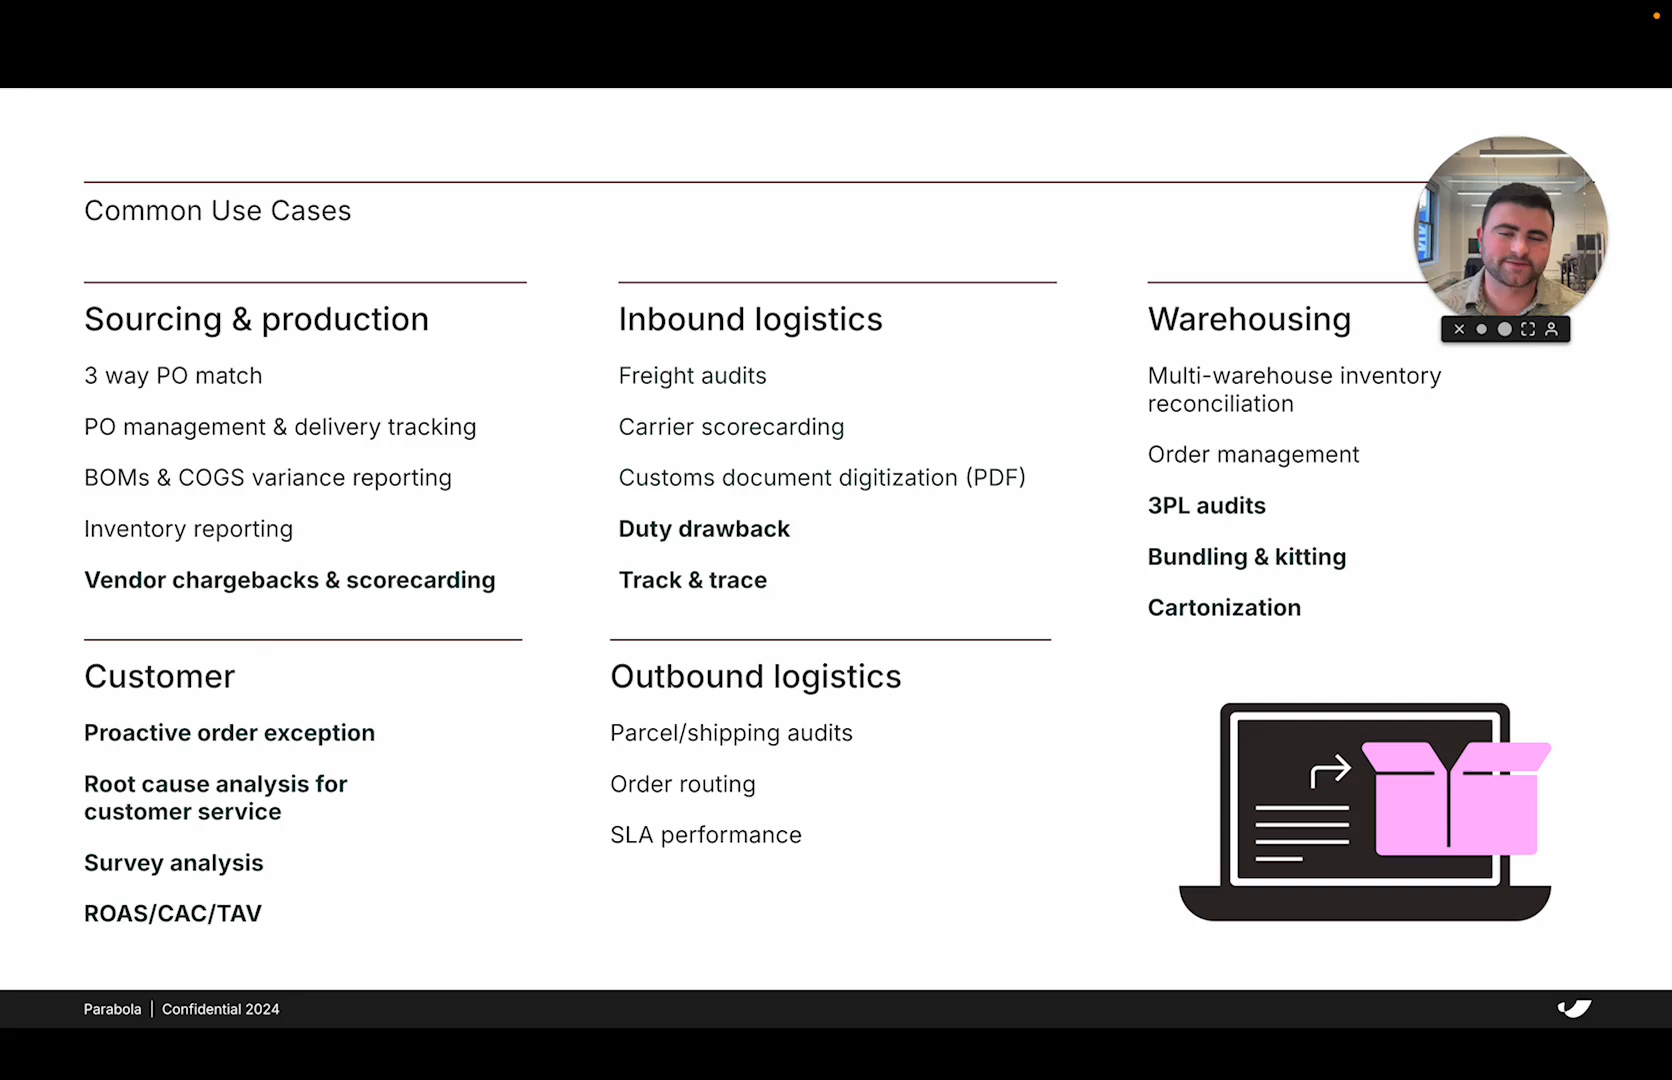 Common Use Cases
Sourcing & production
3 way PO match
PO management & delivery tracking
BOMs & COGS variance reporting
Inventory reporting
Vendor chargebacks & scorecarding
Inbound logistics
Freight audits
Carrier scorecarding
Customs document digitization (PDF)
Duty drawback
Track & trace
Warehousing
Multi-warehouse inventory
reconciliation
Order management
3PL audits
Bundling & kitting
Cartonization
Customer
Proactive order exception
Root cause analysis for
customer service
Survey analysis
ROAS/CAC/TAV
Outbound logistics
Parcel/shipping audits
Order routing
SLA performance
Parabola | Confidential 2024